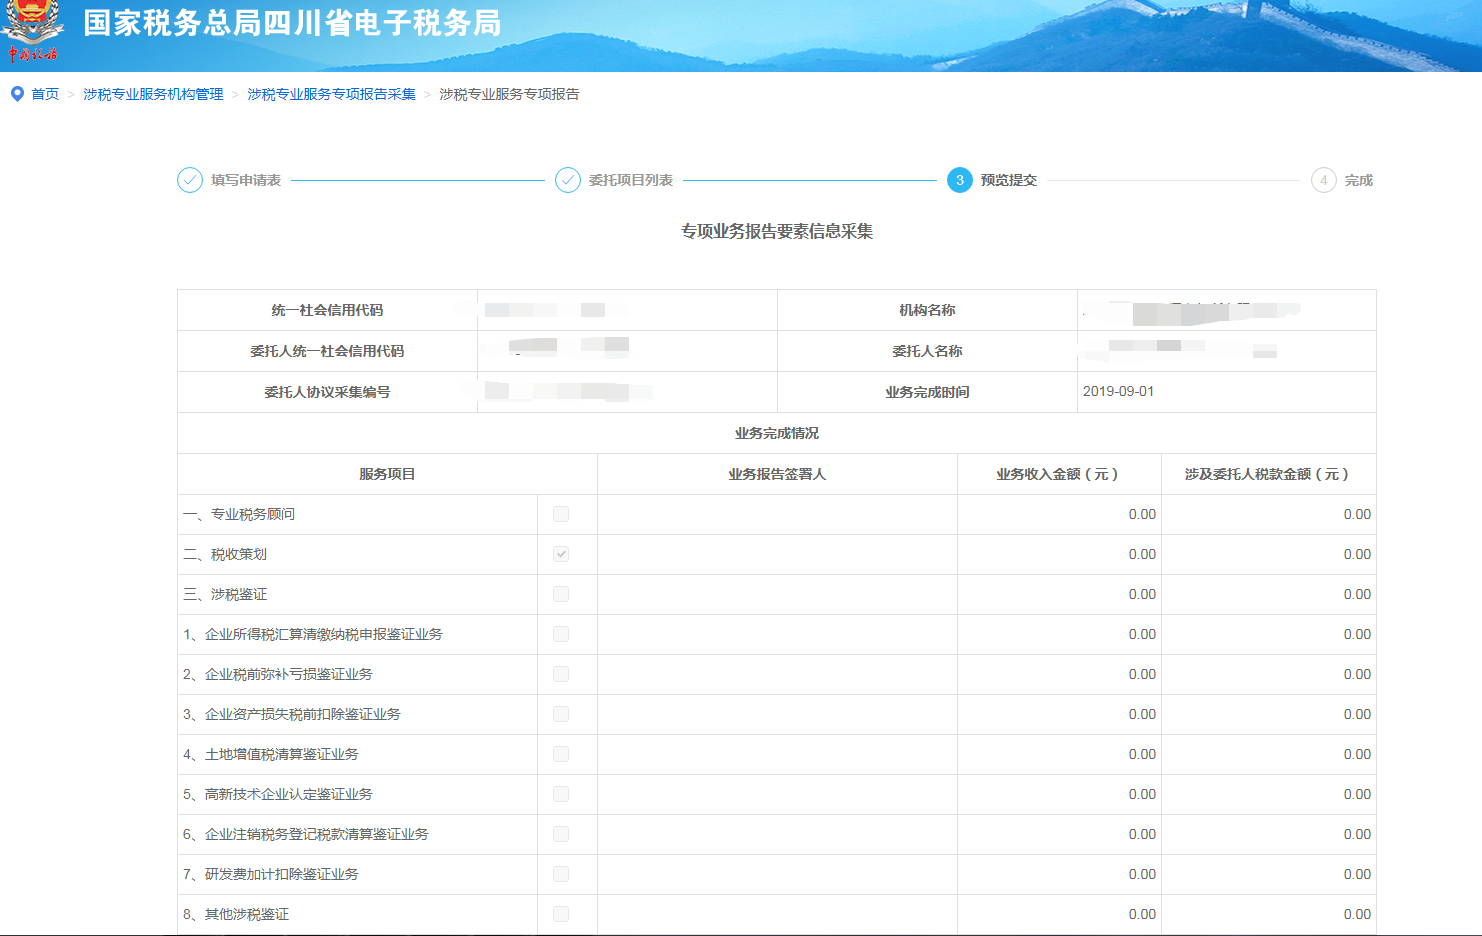 国家税务总局四川省电子税务局
中国税务
首页 > 涉税专业服务机构管理 > 涉税专业服务专项报告采集 > 涉税专业服务专项报告
填写申请表 委托项目列表 3 预览提交 4 完成
专项业务报告要素信息采集
统一社会信用代码 机构名称
委托人统一社会信用代码 委托人名称
委托人协议采集编号 业务完成时间 2019-09-01
业务完成情况
服务项目 业务报告签署人 业务收入金额（元） 涉及委托人税款金额（元）
一、专业税务顾问 0.00 0.00
二、税收策划 0.00 0.00
三、涉税鉴证 0.00 0.00
1、企业所得税汇算清缴纳税申报鉴证业务 0.00 0.00
2、企业税前弥补亏损鉴证业务 0.00 0.00
3、企业资产损失税前扣除鉴证业务 0.00 0.00
4、土地增值税清算鉴证业务 0.00 0.00
5、高新技术企业认定鉴证业务 0.00 0.00
6、企业注销税务登记税款清算鉴证业务 0.00 0.00
7、研发费加计扣除鉴证业务 0.00 0.00
8、其他涉税鉴证 0.00 0.00